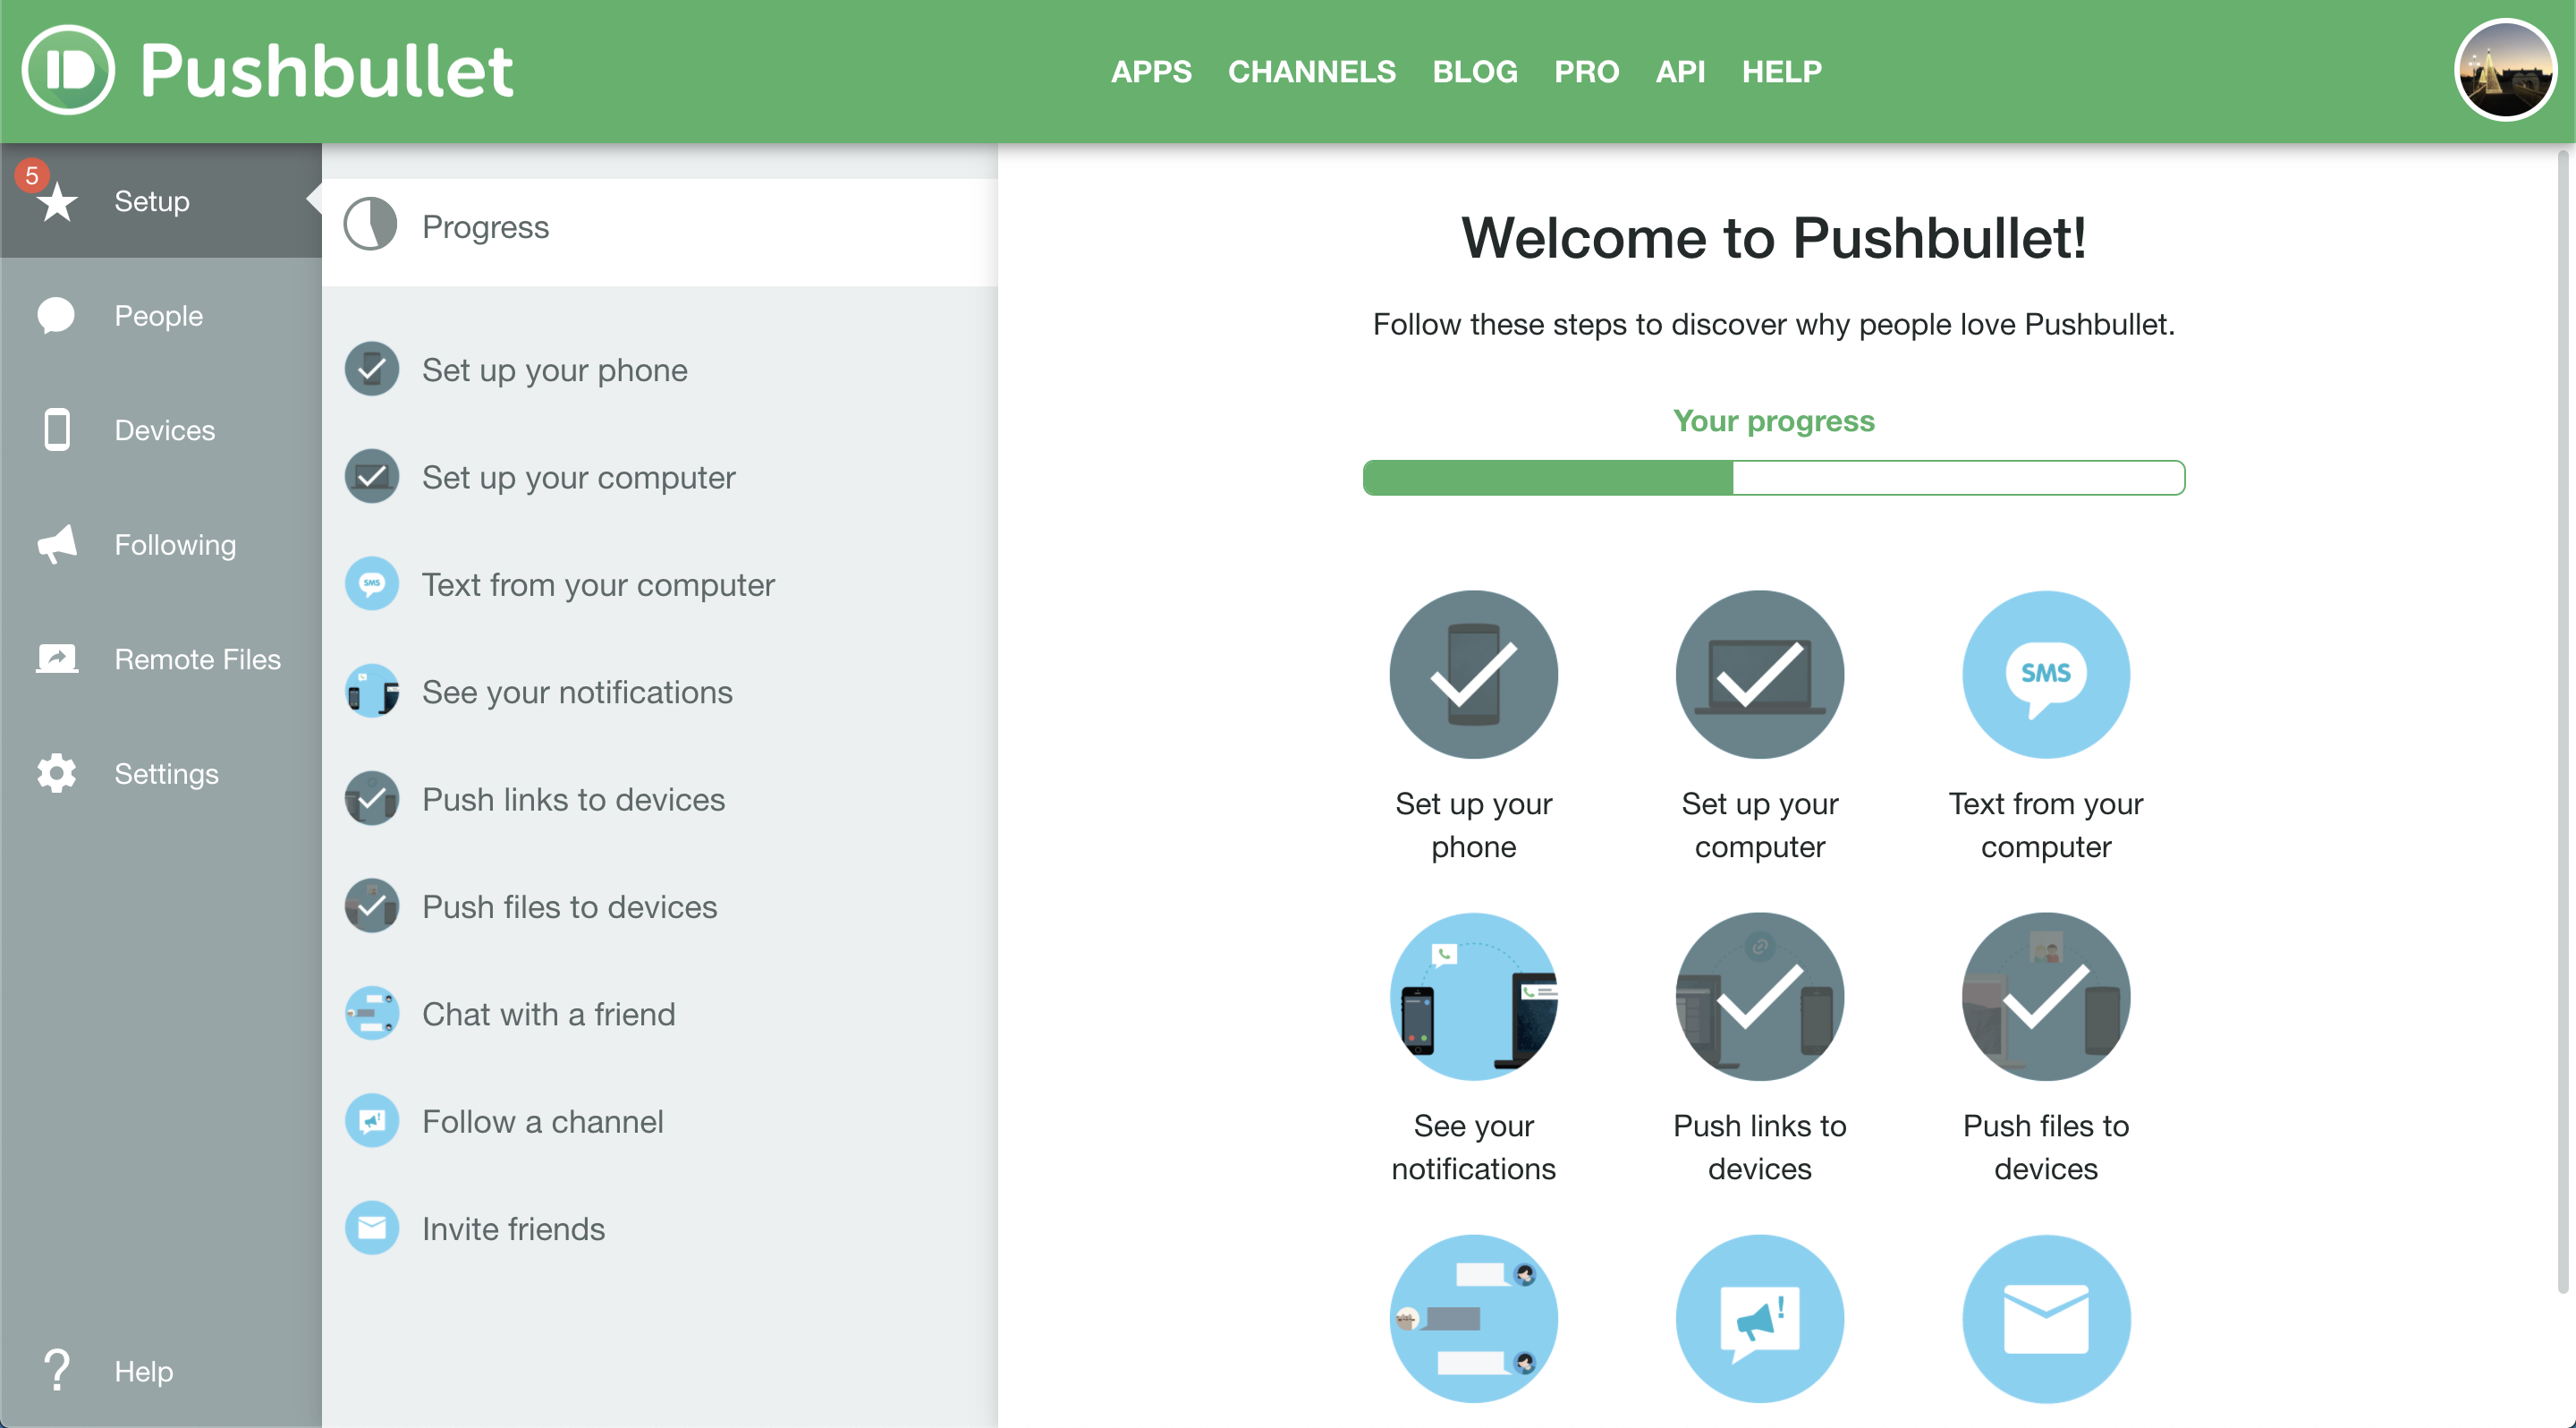 Pushbullet
APPS CHANNELS BLOG PRO API HELP
5
Setup
People
Devices
Following
Remote Files
Settings
Help
Progress
Set up your phone
Set up your computer
SMS
Text from your computer
See your notifications
Push links to devices
Push files to devices
Chat with a friend
Follow a channel
Invite friends
Welcome to Pushbullet!
Follow these steps to discover why people love Pushbullet.
Your progress
SMS
Set up your
phone
Set up your
computer
Text from your
computer
See your
notifications
Push links to
devices
Push files to
devices